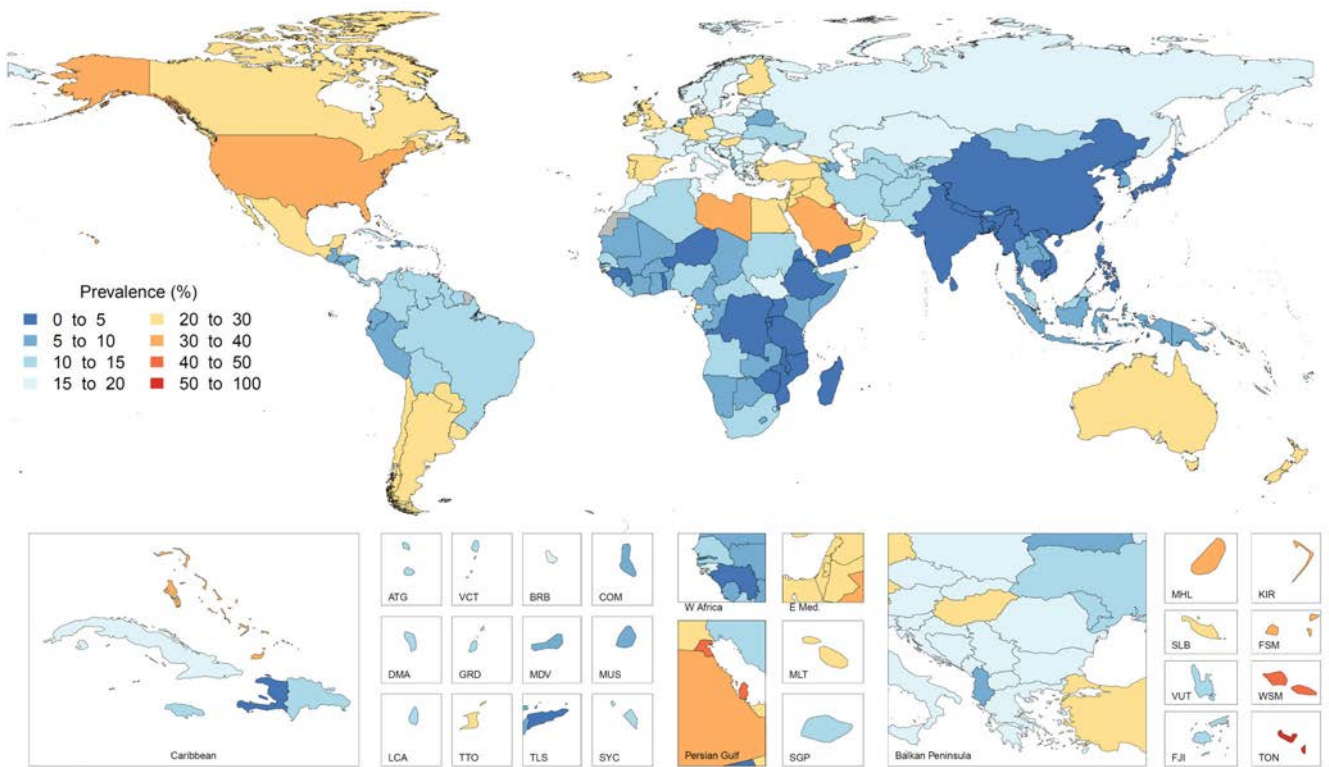 Prevalence (%)
0 to 5
5 to 10
10 to 15
15 to 20
20 to 30
30 to 40
40 to 50
50 to 100
Caribbean
ATG
VCT
BRB
COM
DMA
GRD
MDV
MUS
LCA
TTO
TLS
SYC
W Africa
E Med.
Persian Gulf
MLT
SGP
Balkan Peninsula
MHL
KIR
SLB
FSM
VUT
WSM
FJI
TON